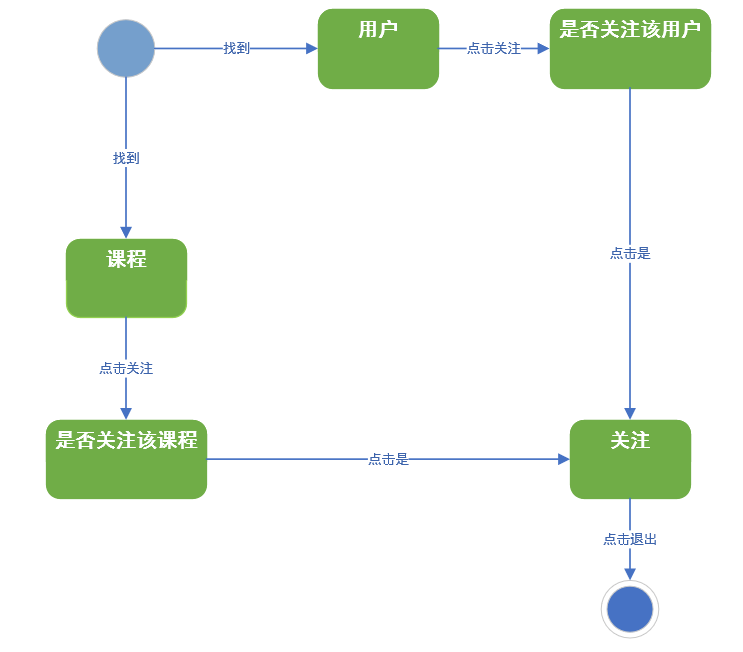 找到
用户
点击关注
是否关注该用户
找到
点击是
课程
点击关注
是否关注该课程
点击是
关注
点击退出